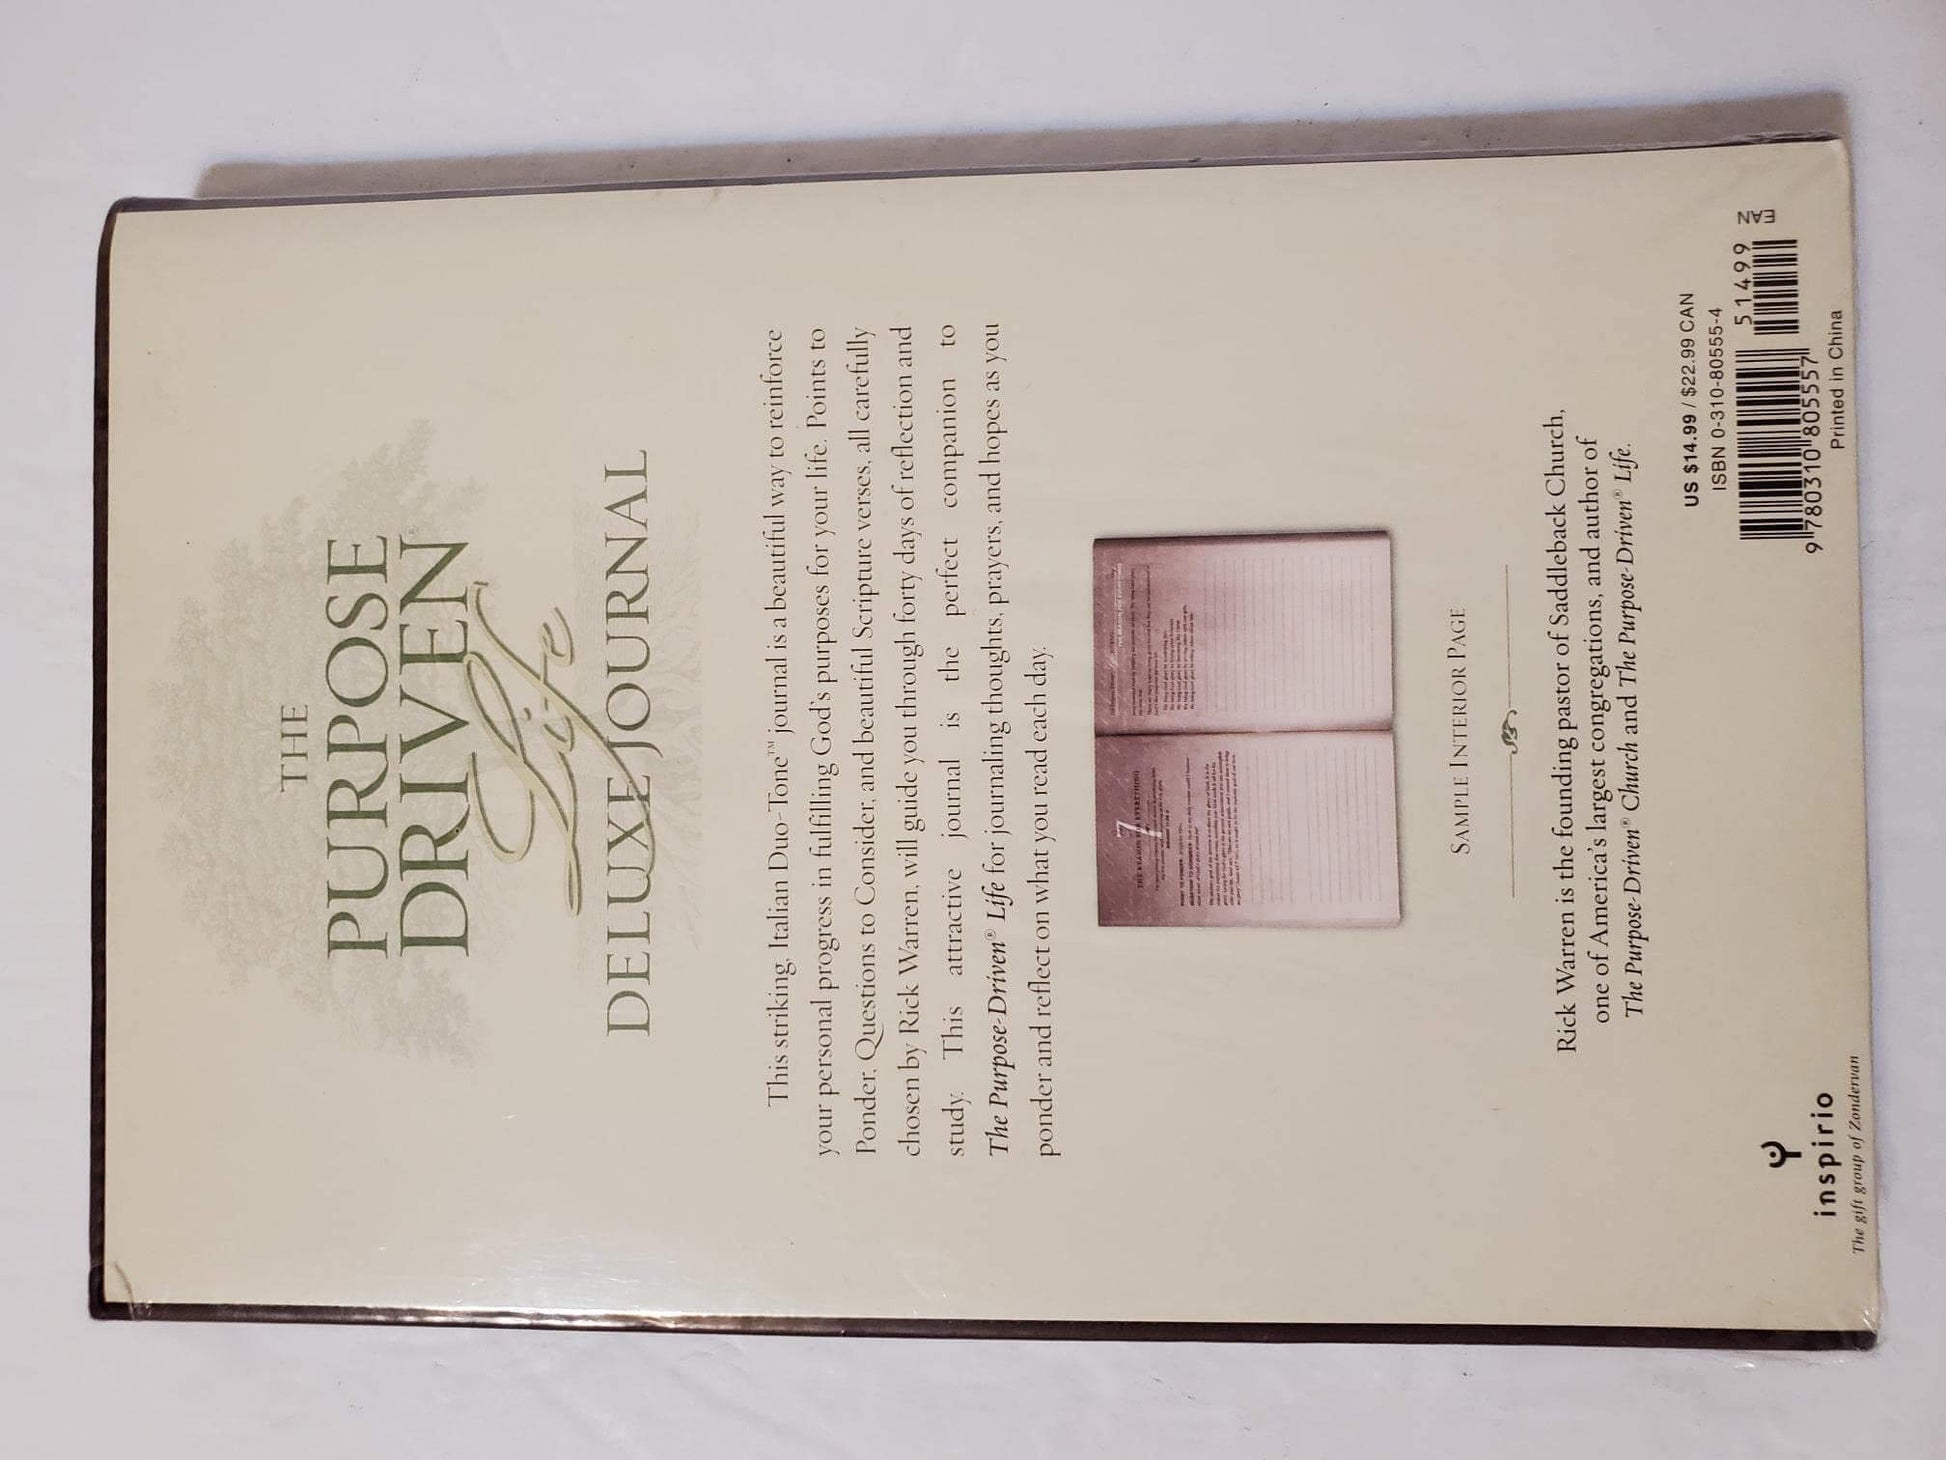 THE
PURPOSE
DRIVEN®
Life
DELUXE JOURNAL
This striking, Italian Duo-Tone™ journal is a beautiful way to reinforce
your personal progress in fulfilling God's purposes for your life. Points to
Ponder, Questions to Consider, and beautiful Scripture verses, all carefully
chosen by Rick Warren, will guide you through forty days of reflection and
study. This attractive journal is the perfect companion to
The Purpose-Driven® Life for journaling thoughts, prayers, and hopes as you
ponder and reflect on what you read each day.
7
SAMPLE INTERIOR PAGE
Rick Warren is the founding pastor of Saddleback Church,
one of America's largest congregations, and author of
The Purpose-Driven® Church and The Purpose-Driven® Life.
US $14.99 / $22.99 CAN
ISBN 0-310-80555-4
51499
EAN
9 780310 805557
Printed in China
inspirio
The gift group of Zondervan